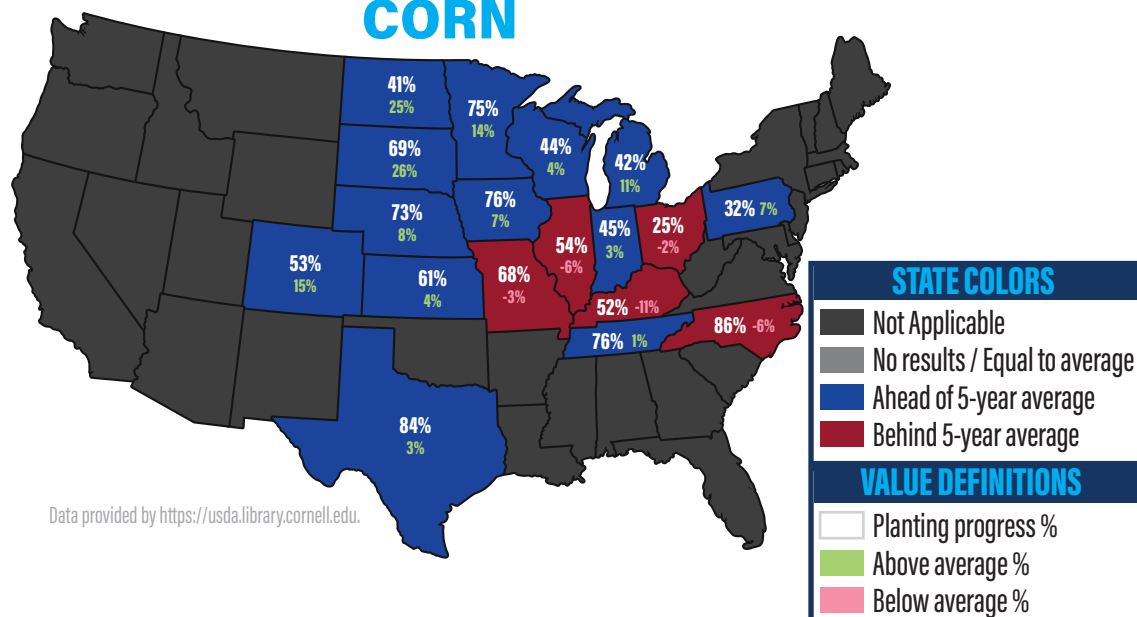 CORN
41%
25%
75%
14%
69%
26%
44%
4%
42%
11%
73%
8%
76%
7%
54%
-6%
45%
3%
25%
-2%
32% 7%
53%
15%
61%
4%
68%
-3%
52% -11%
76% 1%
86% -6%
84%
3%
Data provided by https://usda.library.cornell.edu.
STATE COLORS
Not Applicable
No results / Equal to average
Ahead of 5-year average
Behind 5-year average
VALUE DEFINITIONS
Planting progress %
Above average %
Below average %